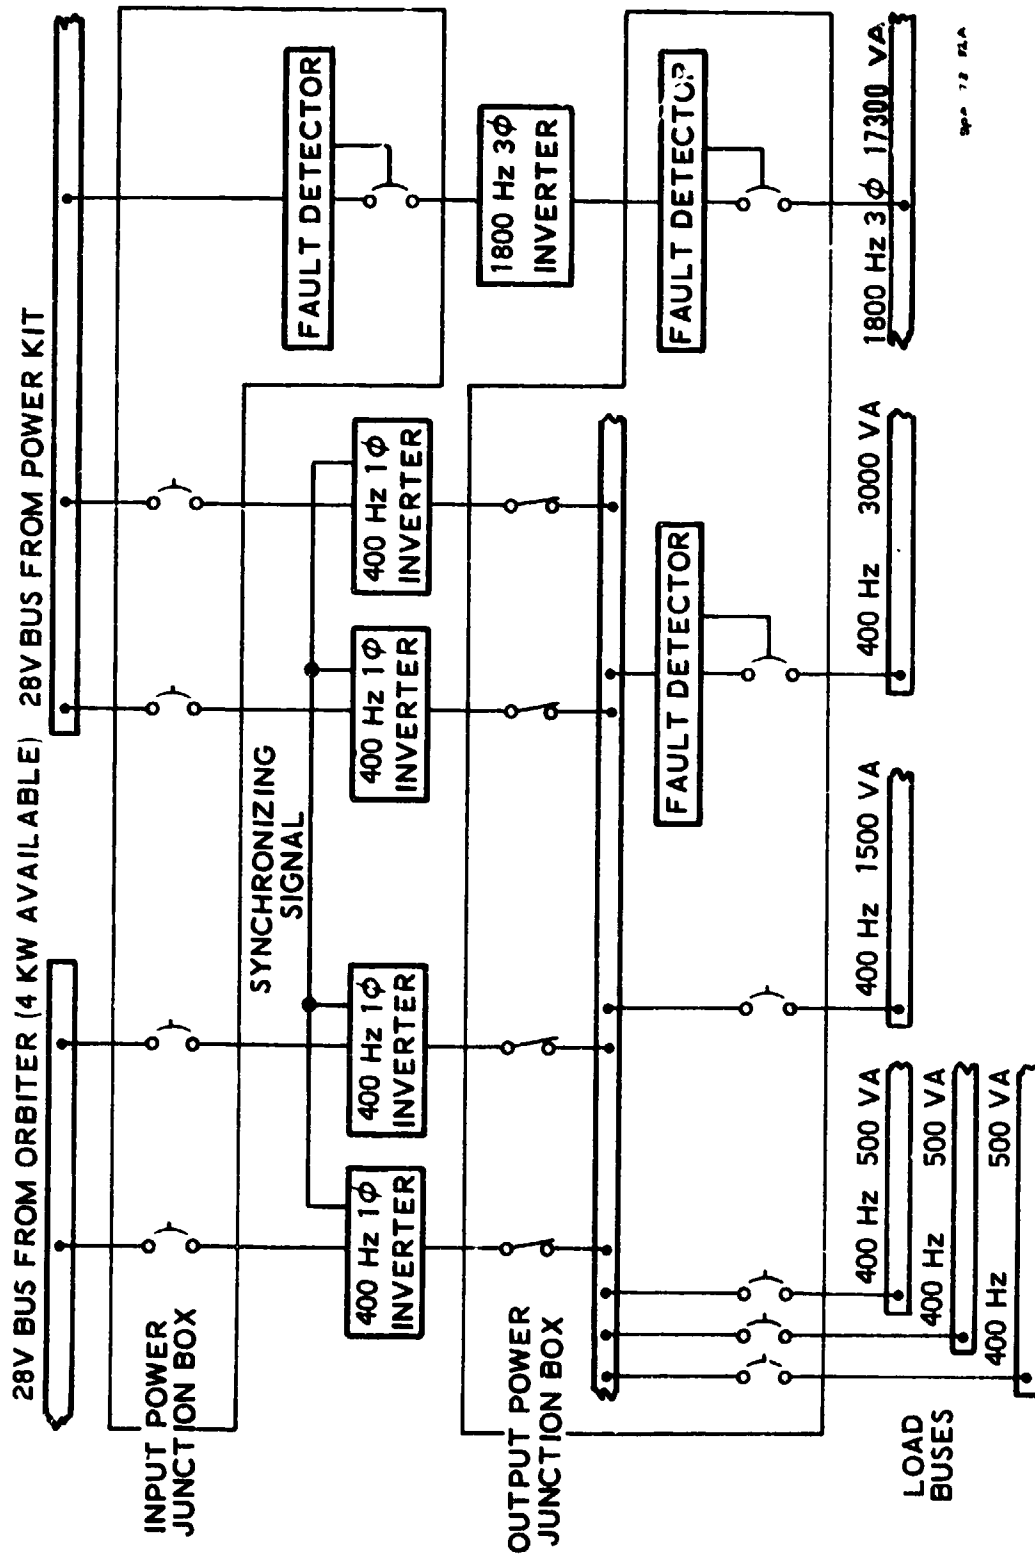 28V BUS FROM ORBITER (4 KW AVAILABLE) 28V BUS FROM POWER KIT
INPUT POWER
JUNCTION BOX
FAULT DETECTOR
SYNCHRONIZING
SIGNAL
400 Hz 1ϕ
INVERTER
400 Hz 1ϕ
INVERTER
400 Hz 1ϕ
INVERTER
400 Hz 1ϕ
INVERTER
1800 Hz 3ϕ
INVERTER
OUTPUT POWER
JUNCTION BOX
FAULT DETECTOR
FAULT DETECTOR
LOAD
BUSES
400 Hz 500 VA
400 Hz 500 VA
400 Hz 500 VA
400 Hz 1500 VA
400 Hz 3000 VA
1800 Hz 3ϕ 17300 VA